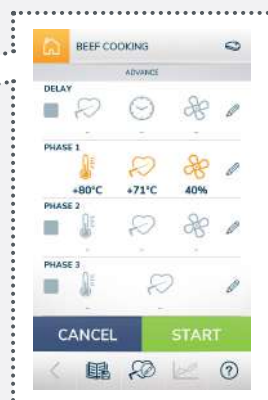 BEEF COOKING
ADVANCE
DELAY
- - -
PHASE 1
+80°C +71°C 40%
PHASE 2
- - -
PHASE 3
- -
CANCEL START
?